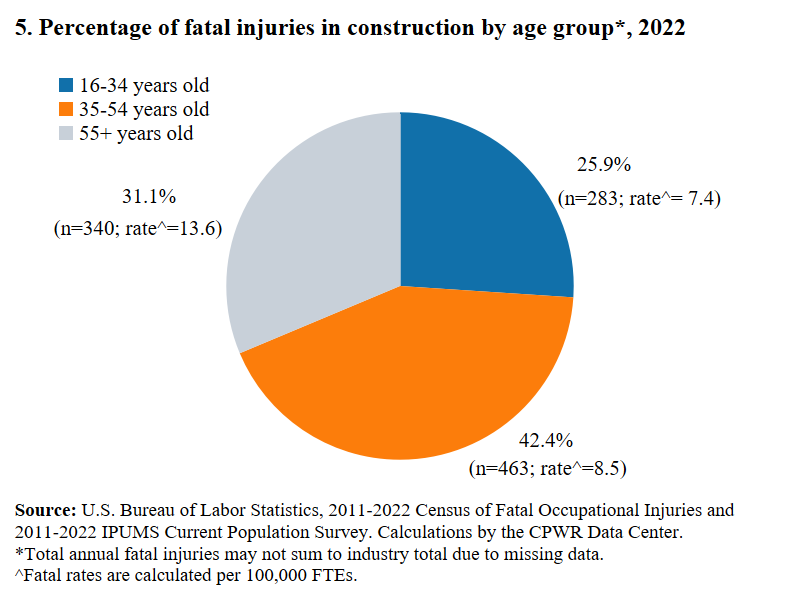 5. Percentage of fatal injuries in construction by age group*, 2022
16-34 years old
35-54 years old
55+ years old
25.9%
(n=283; rate^= 7.4)
31.1%
(n=340; rate^=13.6)
42.4%
(n=463; rate^=8.5)
Source: U.S. Bureau of Labor Statistics, 2011-2022 Census of Fatal Occupational Injuries and
2011-2022 IPUMS Current Population Survey. Calculations by the CPWR Data Center.
*Total annual fatal injuries may not sum to industry total due to missing data.
^Fatal rates are calculated per 100,000 FTEs.